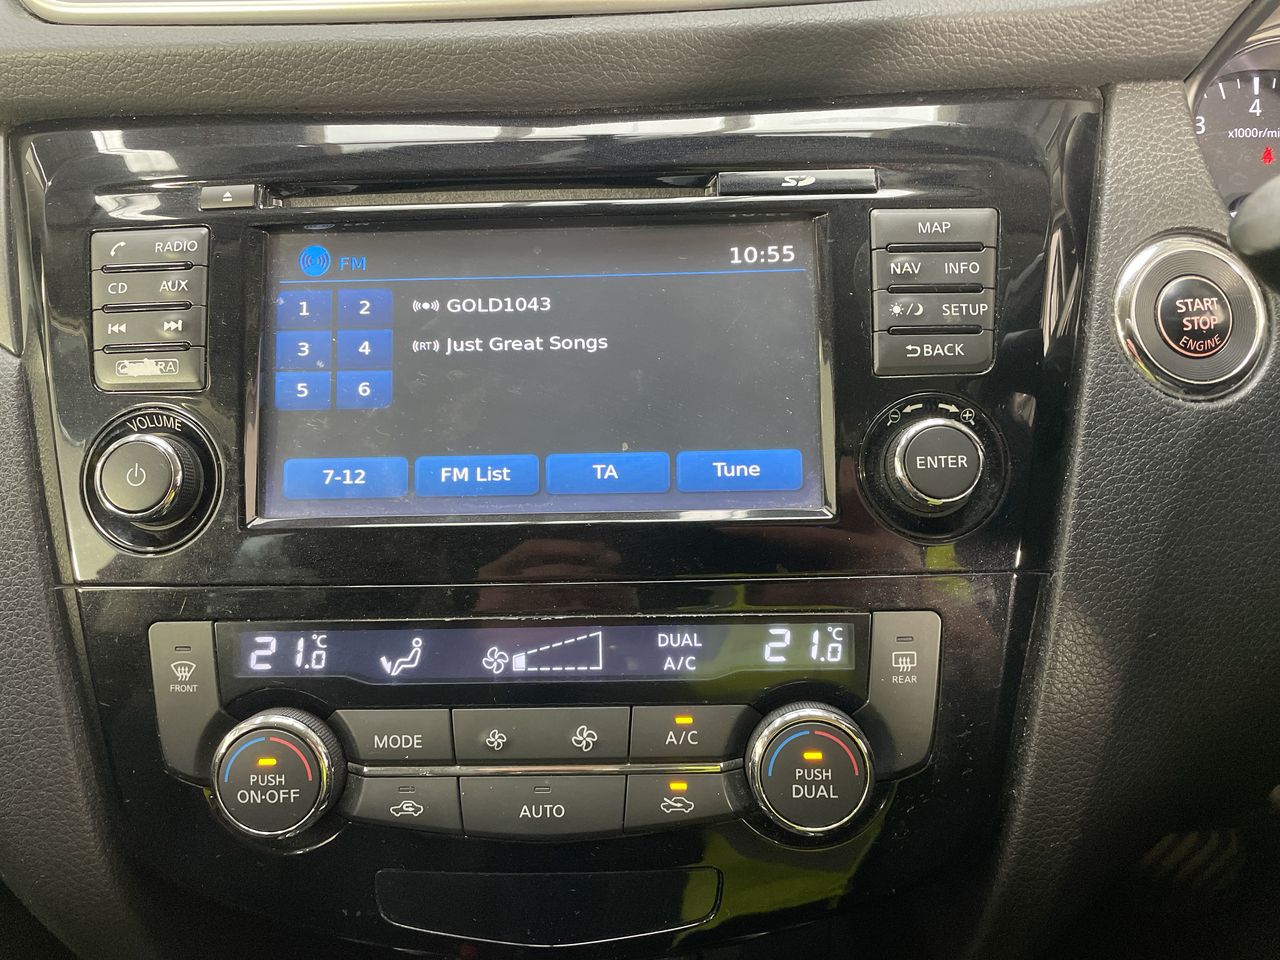 4
3
x1000r/mi
SD
RADIO
CD AUX
VOLUME
FM
10:55
1 2
GOLD1043
3 4
RT Just Great Songs
5 6
7-12 FM List TA Tune
MAP
NAV INFO
SETUP
BACK
ENTER
START
STOP
ENGINE
FRONT
21.0 °C
DUAL
A/C
21.0 °C
REAR
MODE
A/C
PUSH
ON·OFF
AUTO
PUSH
DUAL